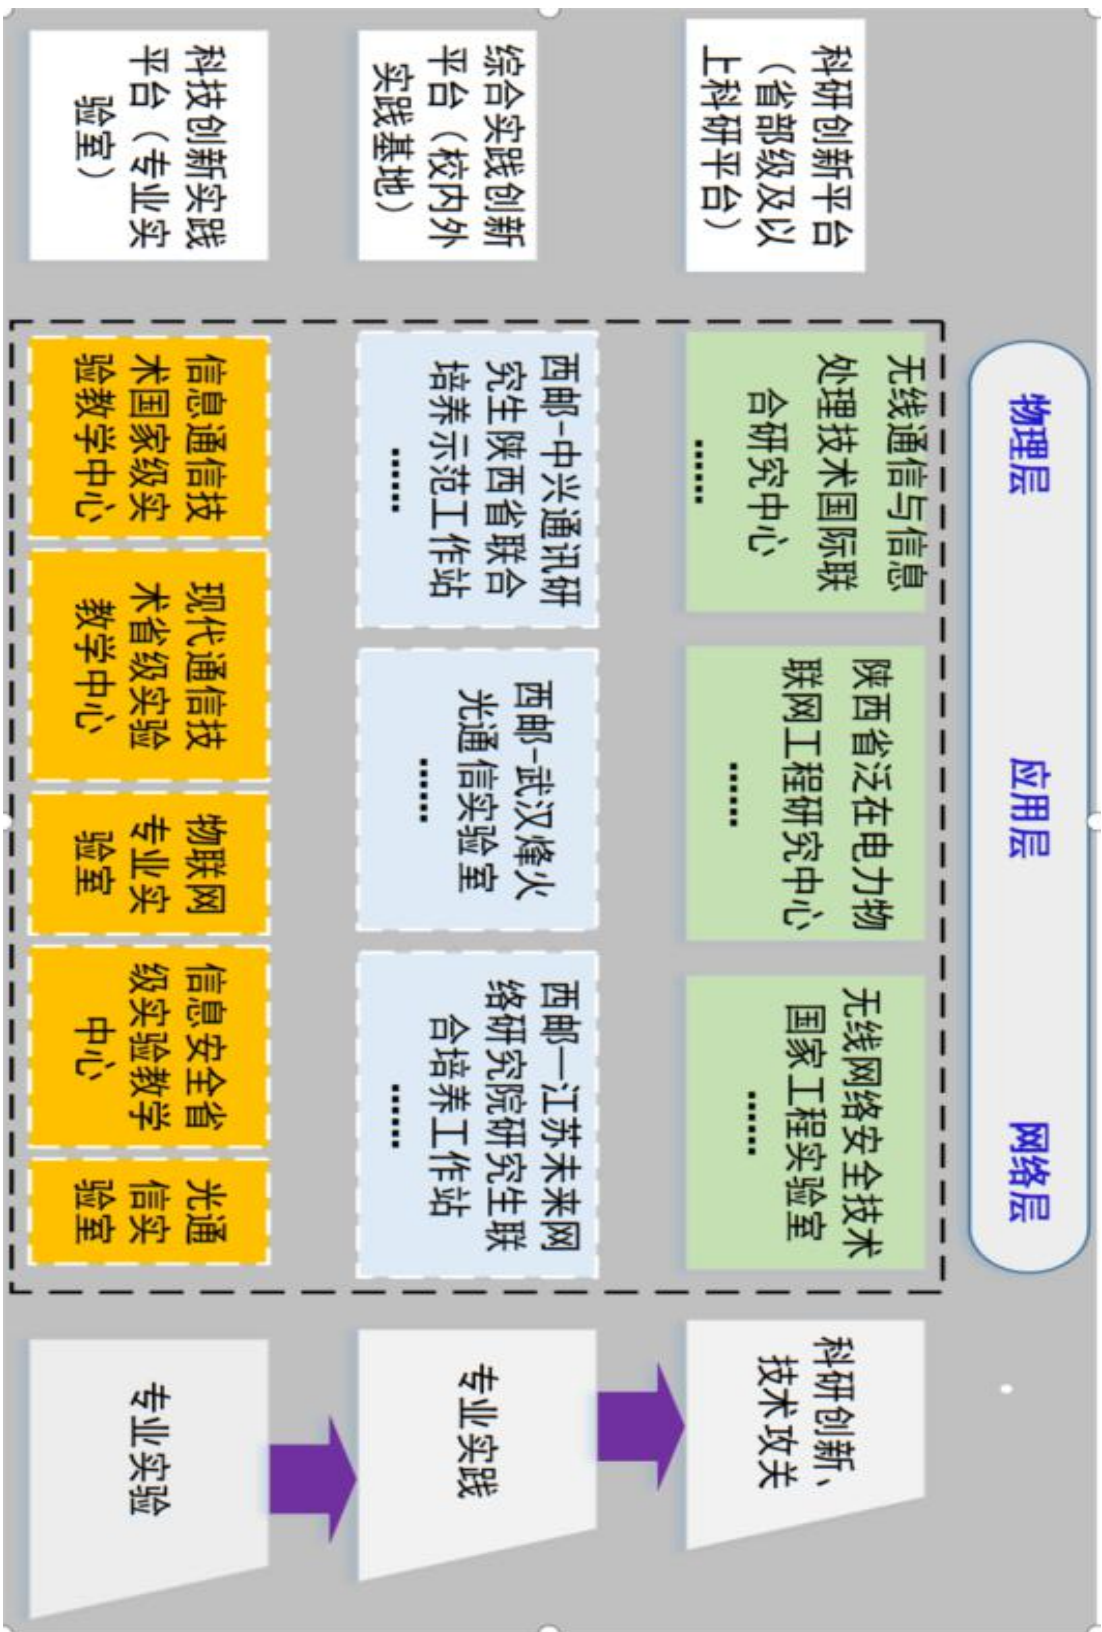 物理层
应用层
网络层
科研创新平台
（省部级及以
上科研平台）
无线通信与信息
处理技术国际联
合研究中心
……
陕西省泛在电力物
联网工程研究中心
……
无线网络安全技术
国家工程实验室
……
科研创新、
技术攻关
综合实践创新
平台（校内外
实践基地）
西邮-中兴通讯研
究生陕西省联合
培养示范工作站
……
西邮-武汉烽火
光通信实验室
……
西邮—江苏未来网
络研究院研究生联
合培养工作站
……
专业实践
科技创新实践
平台（专业实
验室）
信息通信技
术国家级实
验教学中心
现代通信技
术省级实验
教学中心
物联网
专业实
验室
信息安全省
级实验教学
中心
光通
信实
验室
专业实验